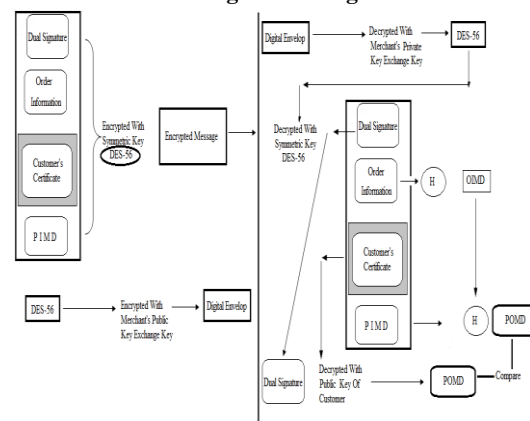 Dual Signature
Order
Information
Customer's
Certificate
P I M D
Encrypted With
Symmetric Key
DES-56
Encrypted Message
DES-56
Encrypted With
Merchant's Public
Key Exchange Key
Digital Envelop
Digital Envelop
Decrypted With
Merchant's Private
Key Exchange Key
DES-56
Decrypted With
Symmetric Key
DES-56
Dual Signature
Order
Information
H
OIMD
Customer's
Certificate
P I M D
H
POMD
Compare
Dual Signature
Decrypted With
Public Key Of
Customer
POMD